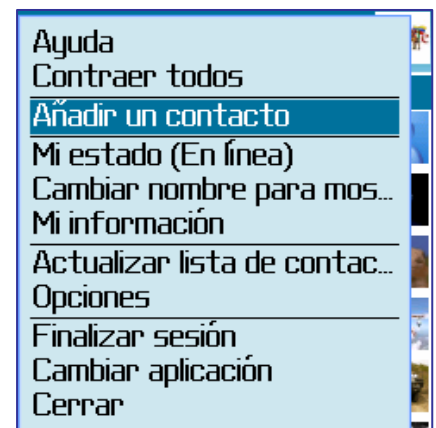 Ayuda
Contraer todos
Añadir un contacto
Mi estado (En línea)
Cambiar nombre para mos...
Mi información
Actualizar lista de contac...
Opciones
Finalizar sesión
Cambiar aplicación
Cerrar